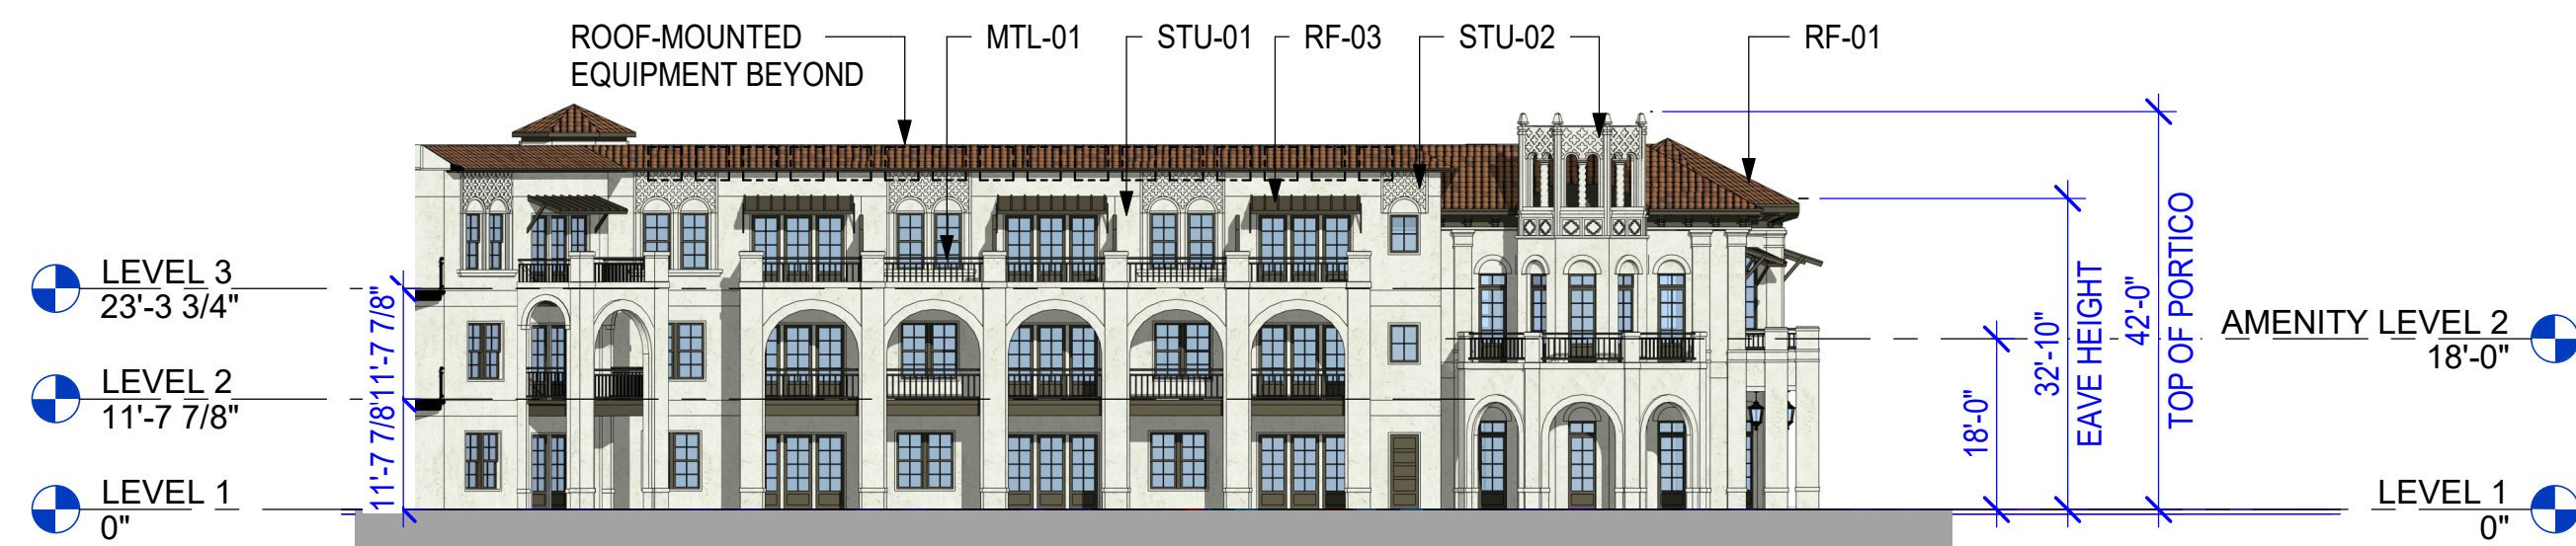 ROOF-MOUNTED
EQUIPMENT BEYOND
MTL-01
STU-01
RF-03
STU-02
RF-01
LEVEL 3
23'-3 3/4"
LEVEL 2
11'-7 7/8"
LEVEL 1
0"
11'-7 7/8"
11'-7 7/8"
18'-0"
32'-10"
EAVE HEIGHT
42'-0"
TOP OF PORTICO
AMENITY LEVEL 2
18'-0"
LEVEL 1
0"